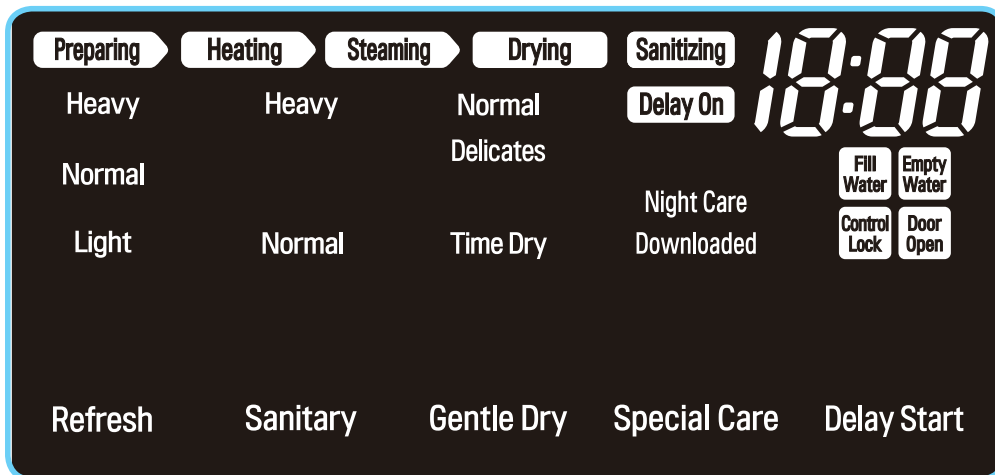 Preparing Heating Steaming Drying Sanitizing 18:88
Heavy Heavy Normal Delay On
Delicates
Fill Water Empty Water
Normal
Night Care
Control Lock Door Open
Light Normal Time Dry Downloaded
Refresh Sanitary Gentle Dry Special Care Delay Start